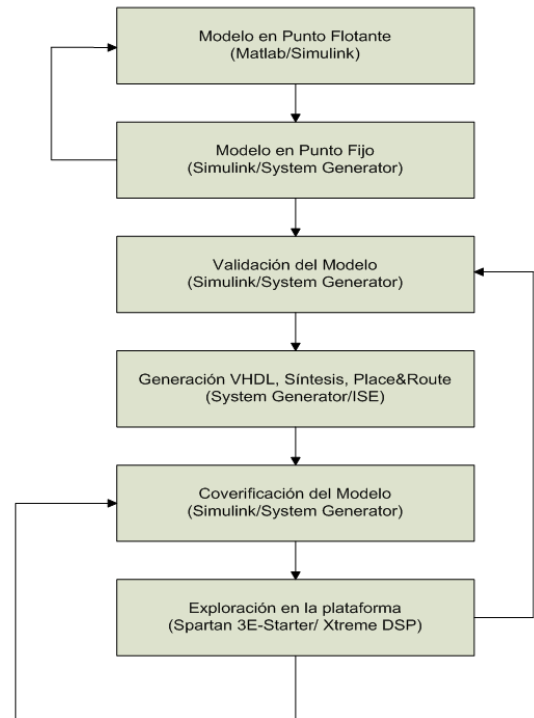 Modelo en Punto Flotante
(Matlab/Simulink)
Modelo en Punto Fijo
(Simulink/System Generator)
Validación del Modelo
(Simulink/System Generator)
Generación VHDL, Síntesis, Place&Route
(System Generator/ISE)
Coverificación del Modelo
(Simulink/System Generator)
Exploración en la plataforma
(Spartan 3E-Starter/ Xtreme DSP)